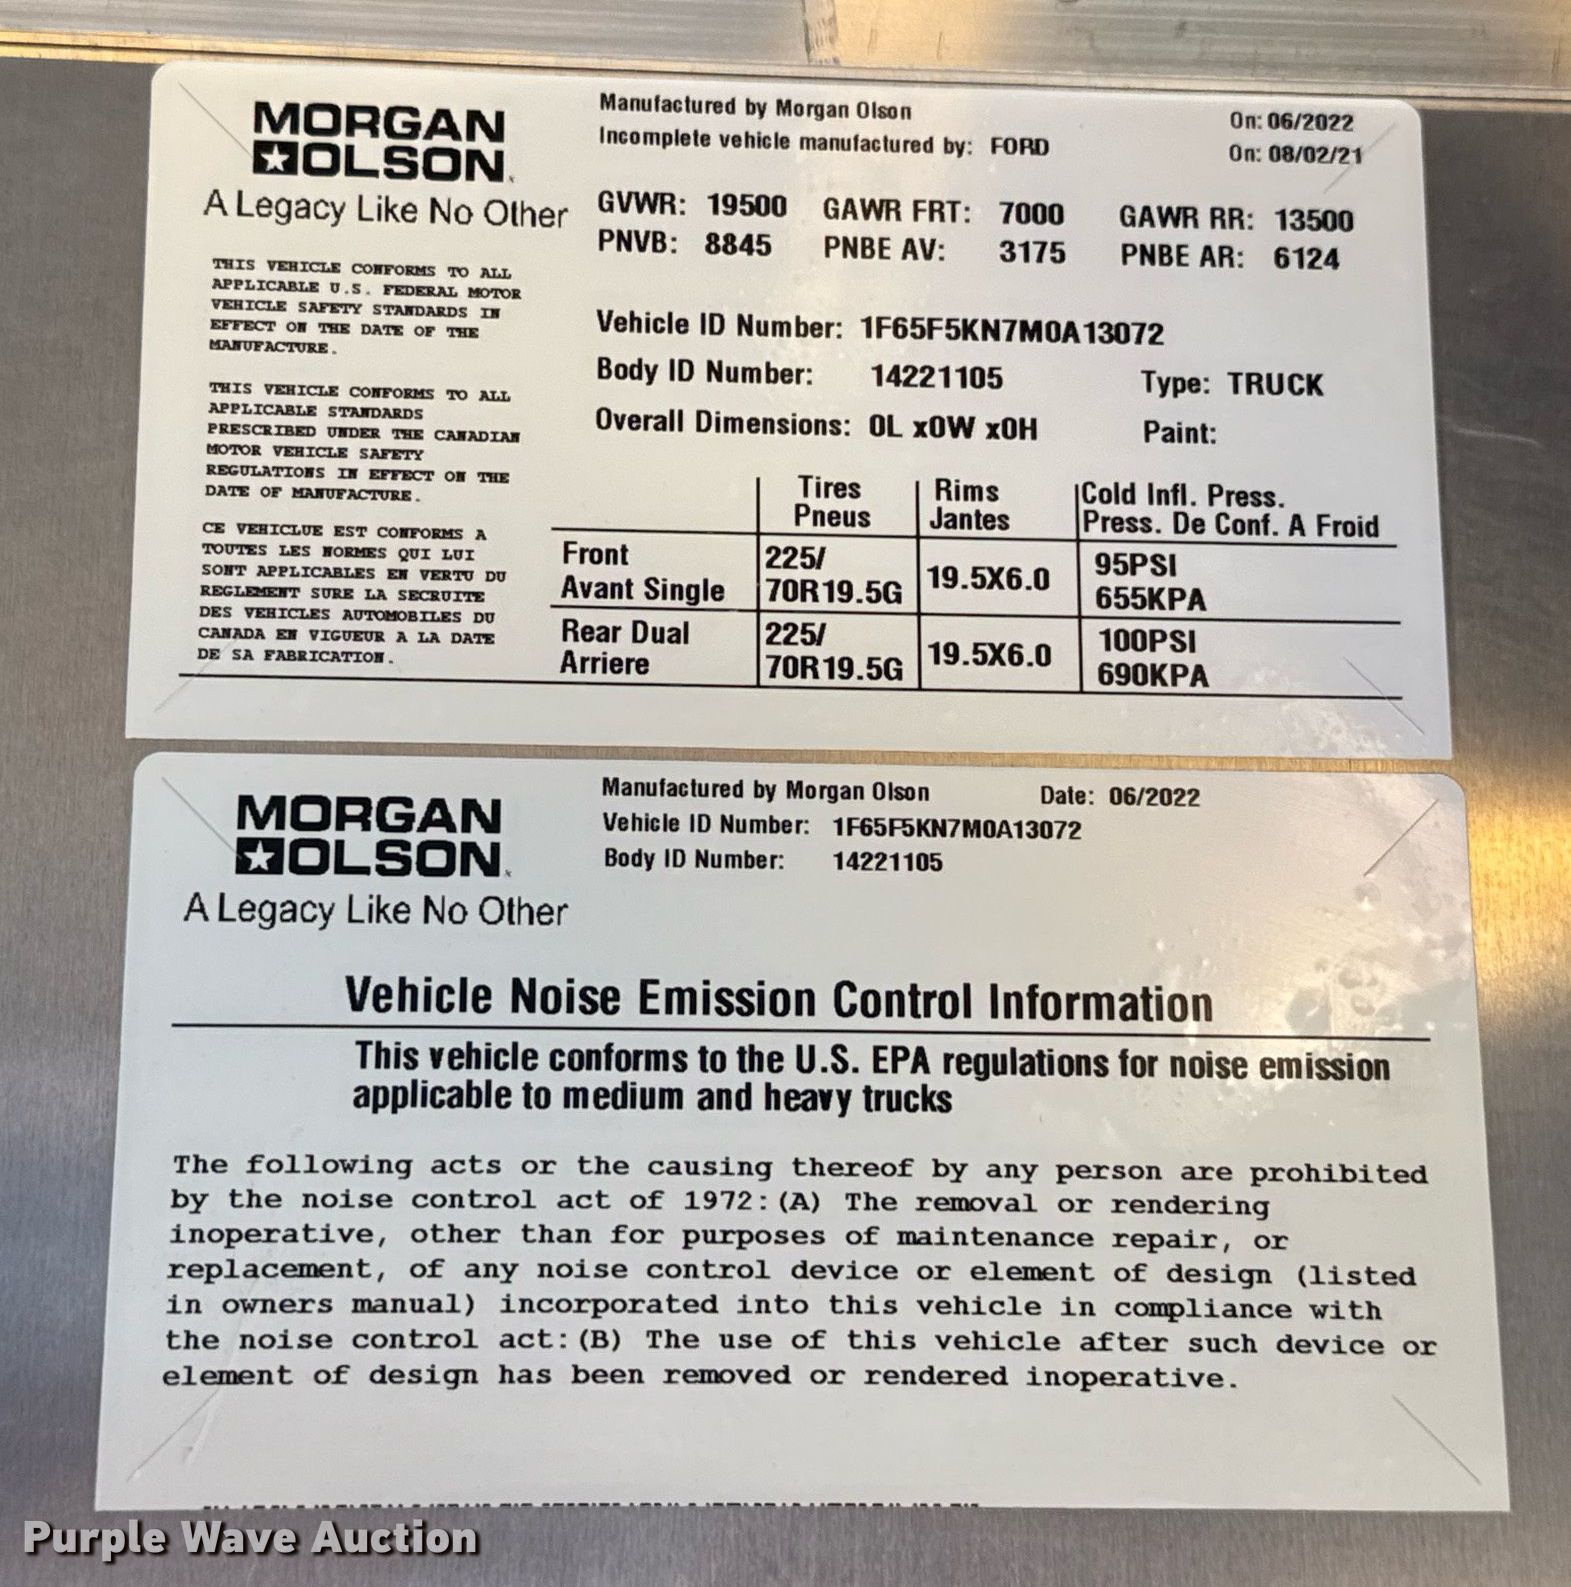 MORGAN
OLSON
A Legacy Like No Other
THIS VEHICLE CONFORMS TO ALL
APPLICABLE U.S. FEDERAL MOTOR
VEHICLE SAFETY STANDARDS IN
EFFECT ON THE DATE OF THE
MANUFACTURE.
THIS VEHICLE CONFORMS TO ALL
APPLICABLE STANDARDS
PRESCRIBED UNDER THE CANADIAN
MOTOR VEHICLE SAFETY
REGULATIONS IN EFFECT ON THE
DATE OF MANUFACTURE.
CE VEHICLUE EST CONFORMS A
TOUTES LES NORMES QUI LUI
SONT APPLICABLES EN VERTU DU
REGLEMENT SURE LA SECRUITE
DES VEHICLES AUTOMOBILES DU
CANADA EN VIGUEUR A LA DATE
DE SA FABRICATION.
Manufactured by Morgan Olson On: 06/2022
Incomplete vehicle manufactured by: FORD On: 08/02/21
GVWR: 19500 GAWR FRT: 7000 GAWR RR: 13500
PNVB: 8845 PNBE AV: 3175 PNBE AR: 6124
Vehicle ID Number: 1F65F5KN7M0A13072
Body ID Number: 14221105 Type: TRUCK
Overall Dimensions: 0L x0W x0H Paint:
Tires Rims Cold Infl. Press.
Pneus Jantes Press. De Conf. A Froid
Front 225/ 19.5X6.0 95PSI
Avant Single 70R19.5G 655KPA
Rear Dual 225/ 19.5X6.0 100PSI
Arriere 70R19.5G 690KPA
MORGAN
OLSON
A Legacy Like No Other
Manufactured by Morgan Olson Date: 06/2022
Vehicle ID Number: 1F65F5KN7M0A13072
Body ID Number: 14221105
Vehicle Noise Emission Control Information
This vehicle conforms to the U.S. EPA regulations for noise emission
applicable to medium and heavy trucks
The following acts or the causing thereof by any person are prohibited
by the noise control act of 1972:(A) The removal or rendering
inoperative, other than for purposes of maintenance repair, or
replacement, of any noise control device or element of design (listed
in owners manual) incorporated into this vehicle in compliance with
the noise control act:(B) The use of this vehicle after such device or
element of design has been removed or rendered inoperative.
Purple Wave Auction